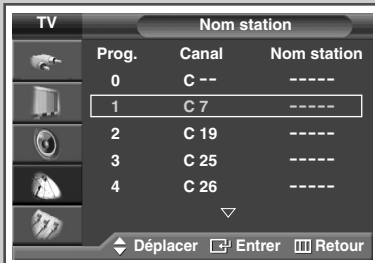 TV Nom station
Prog. Canal Nom station
0 C -- -----
1 C 7 -----
2 C 19 -----
3 C 25 -----
4 C 26 -----
Déplacer Entrer Retour